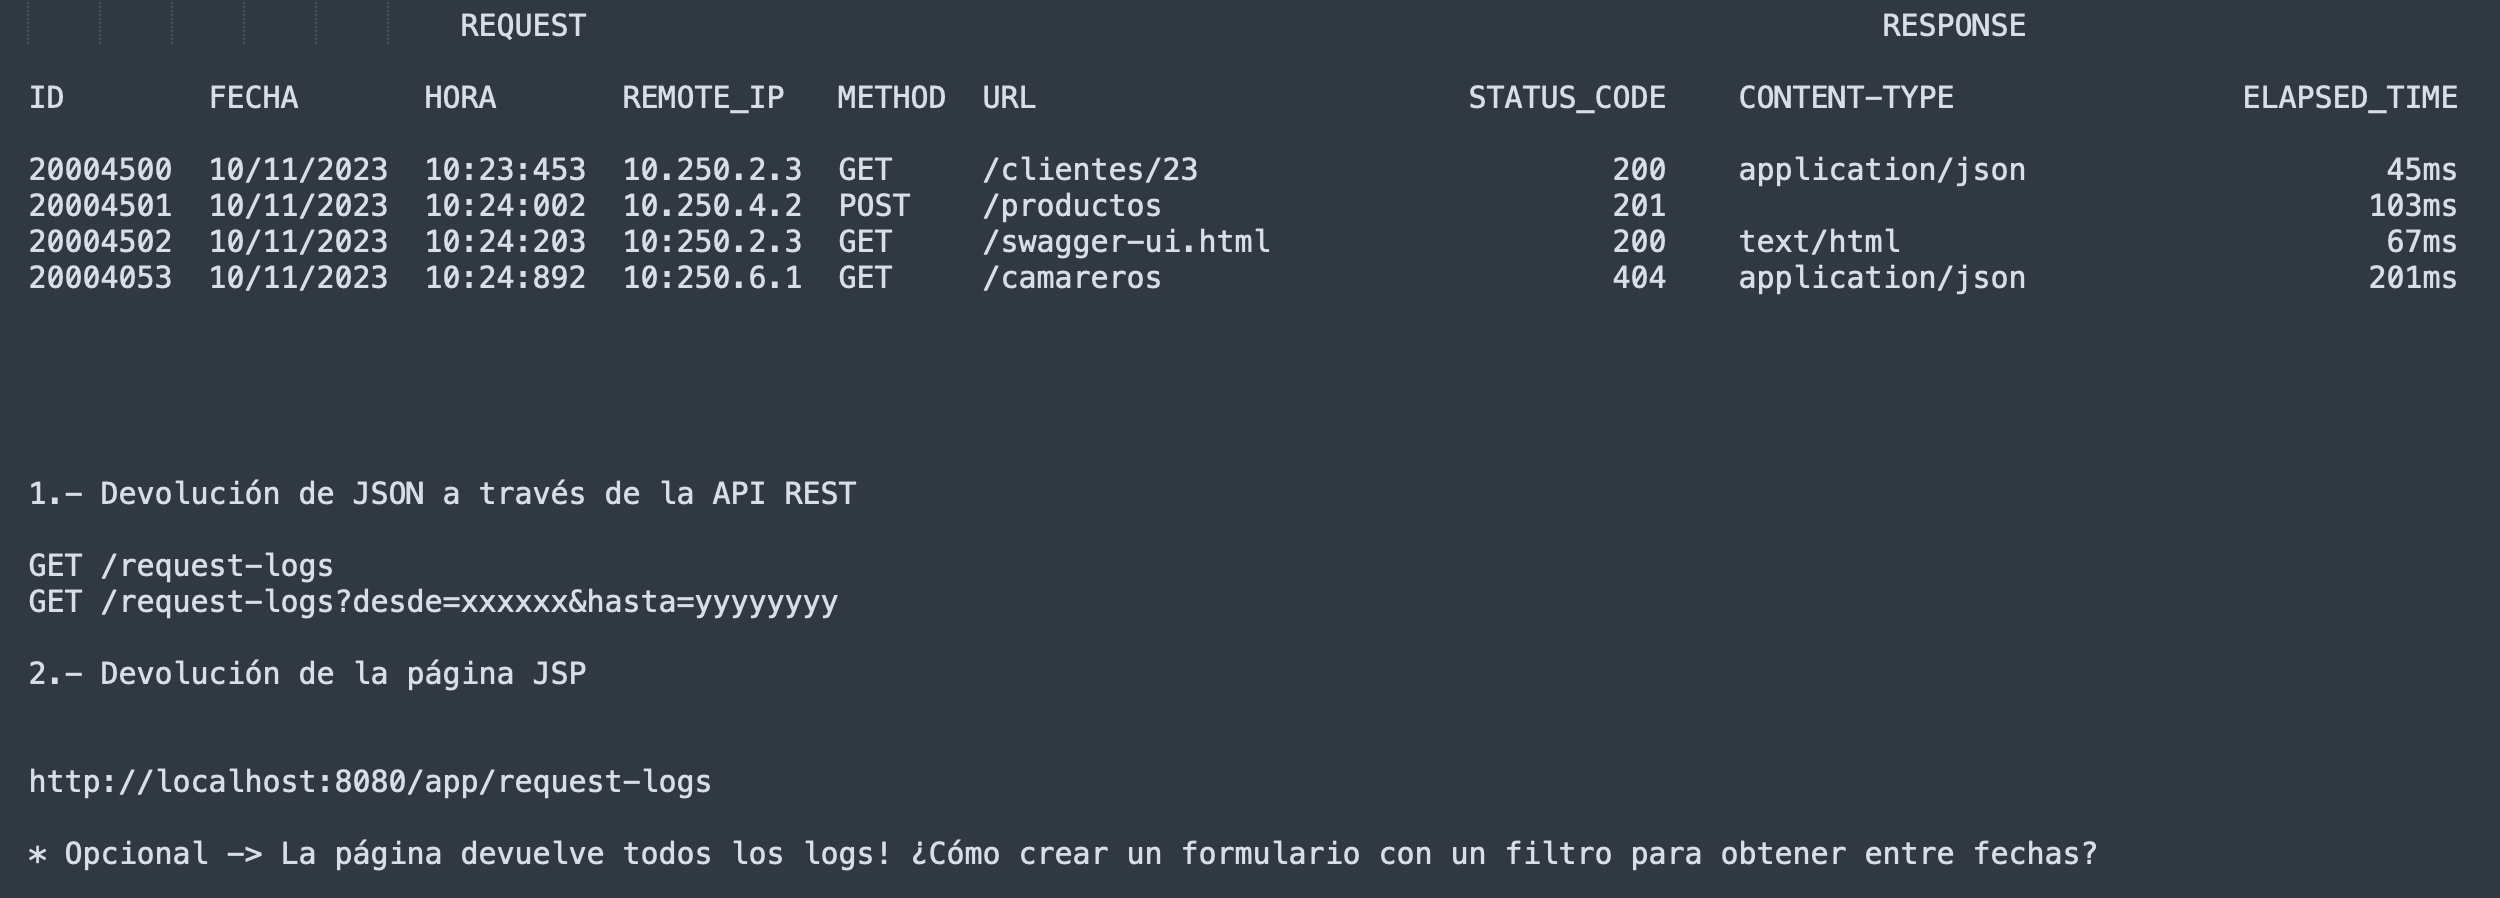 REQUEST RESPONSE
ID FECHA HORA REMOTE_IP METHOD URL STATUS_CODE CONTENT-TYPE ELAPSED_TIME
20004500 10/11/2023 10:23:453 10.250.2.3 GET /clientes/23 200 application/json 45ms
20004501 10/11/2023 10:24:002 10.250.4.2 POST /productos 201 103ms
20004502 10/11/2023 10:24:203 10:250.2.3 GET /swagger-ui.html 200 text/html 67ms
20004053 10/11/2023 10:24:892 10:250.6.1 GET /camareros 404 application/json 201ms
1.- Devolución de JSON a través de la API REST
GET /request-logs
GET /request-logs?desde=xxxxxx&hasta=yyyyyyyy
2.- Devolución de la página JSP
http://localhost:8080/app/request-logs
* Opcional -> La página devuelve todos los logs! ¿Cómo crear un formulario con un filtro para obtener entre fechas?